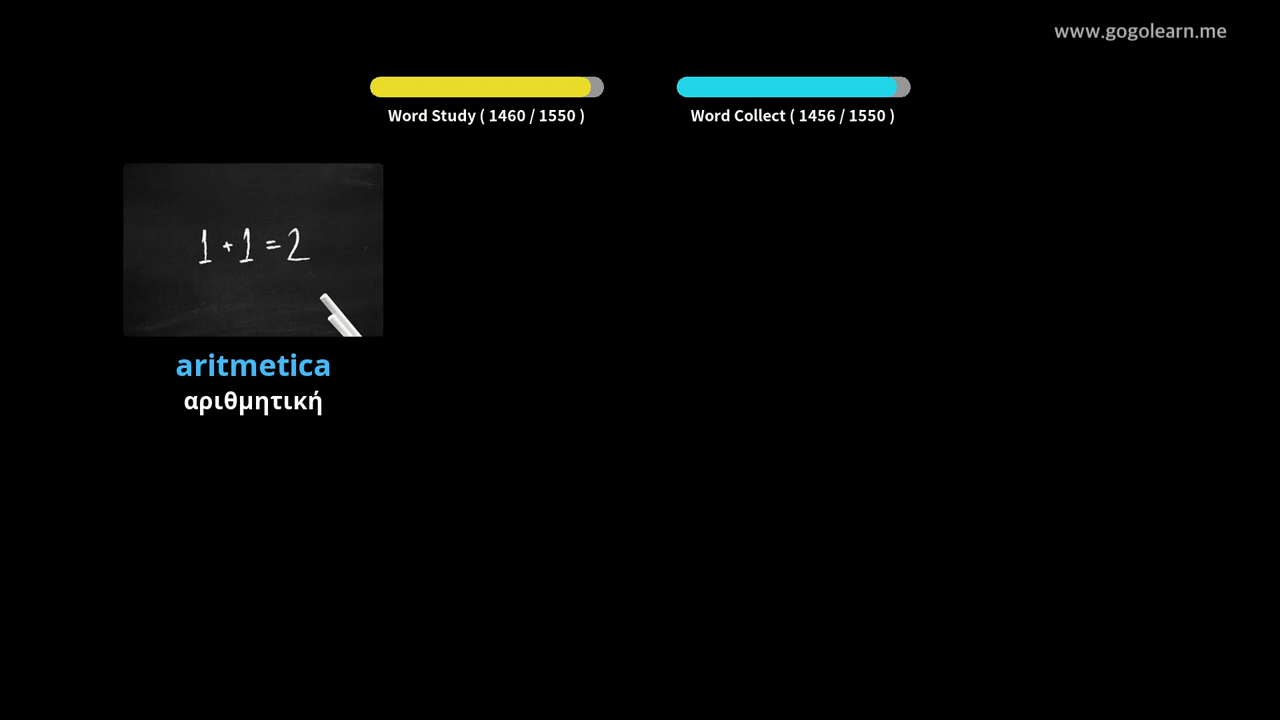 www.gogolearn.me
Word Study ( 1460 / 1550 )
Word Collect ( 1456 / 1550 )
1 + 1 = 2
aritmetica
αριθμητική